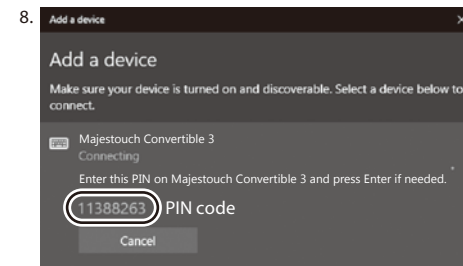 8.
Add a device
Add a device
Make sure your device is turned on and discoverable. Select a device below to
connect.
Majestouch Convertible 3
Connecting
Enter this PIN on Majestouch Convertible 3 and press Enter if needed.
11388263 PIN code
Cancel